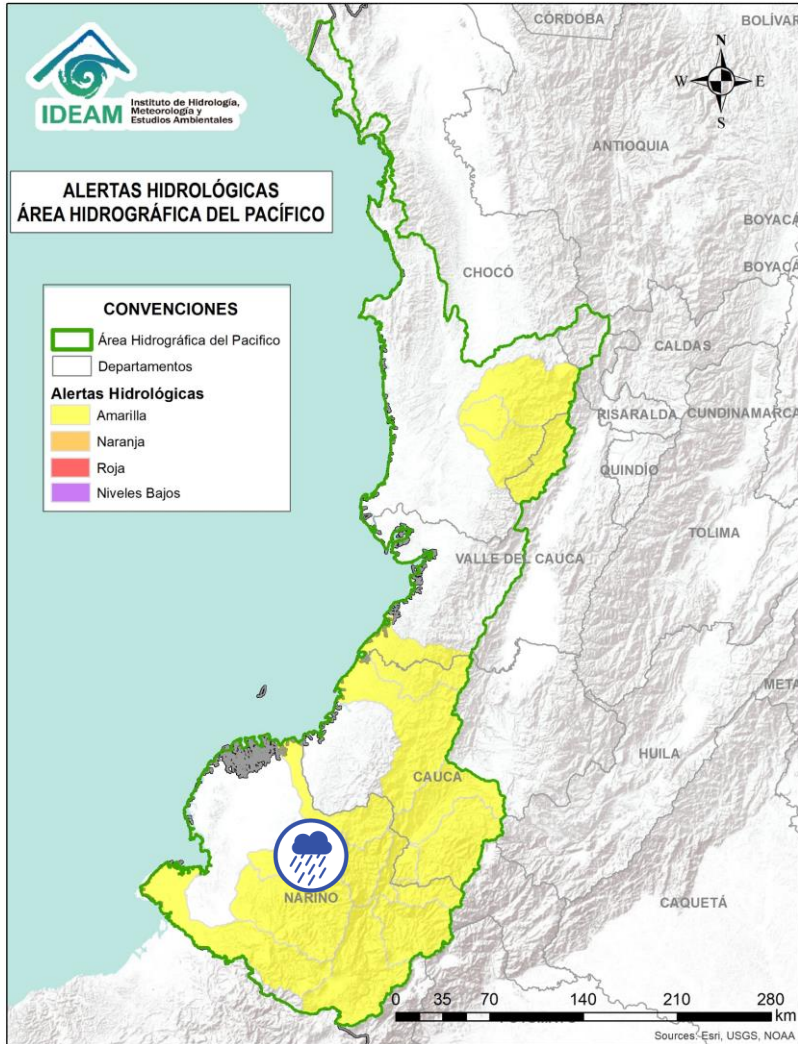 CÓRDOBA
BOLÍVAR
IDEAM
Instituto de Hidrología,
Meteorología y
Estudios Ambientales
N
W
E
S
ANTIOQUIA
ALERTAS HIDROLÓGICAS
ÁREA HIDROGRÁFICA DEL PACÍFICO
BOYACÁ
BOYACÁ
CHOCÓ
CONVENCIONES
Área Hidrográfica del Pacífico
Departamentos
Alertas Hidrológicas
Amarilla
Naranja
Roja
Niveles Bajos
CALDAS
RISARALDA
CUNDINAMARCA
QUINDÍO
TOLIMA
VALLE DEL CAUCA
META
HUILA
CAUCA
NARIÑO
CAQUETÁ
0 35 70 140 210 280
km
Sources: Esri, USGS, NOAA